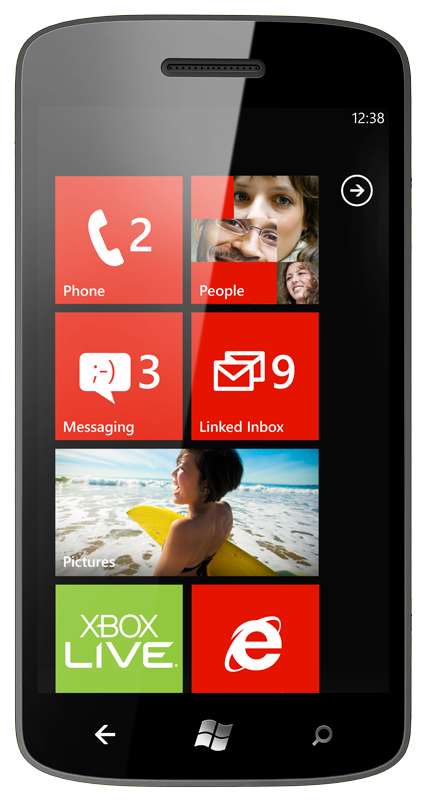 12:38
2
Phone
People
;-) 3
Messaging
9
Linked Inbox
Pictures
XBOX
LIVE